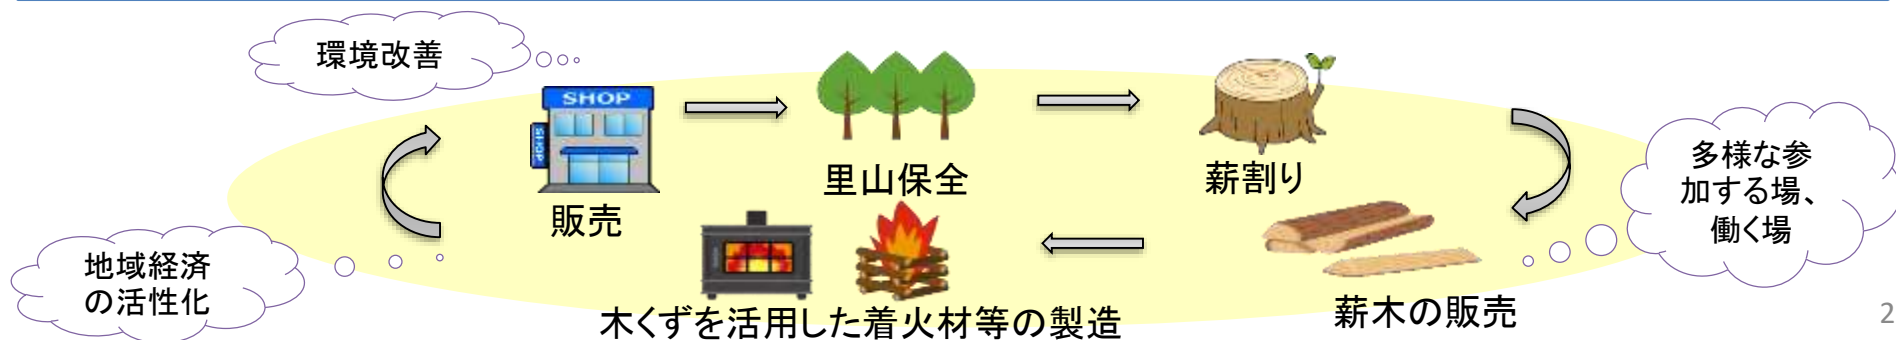 環境改善
SHOP
SHOP
販売
里山保全
薪割り
多様な参
加する場、
働く場
薪木の販売
木くずを活用した着火材等の製造
地域経済
の活性化
2